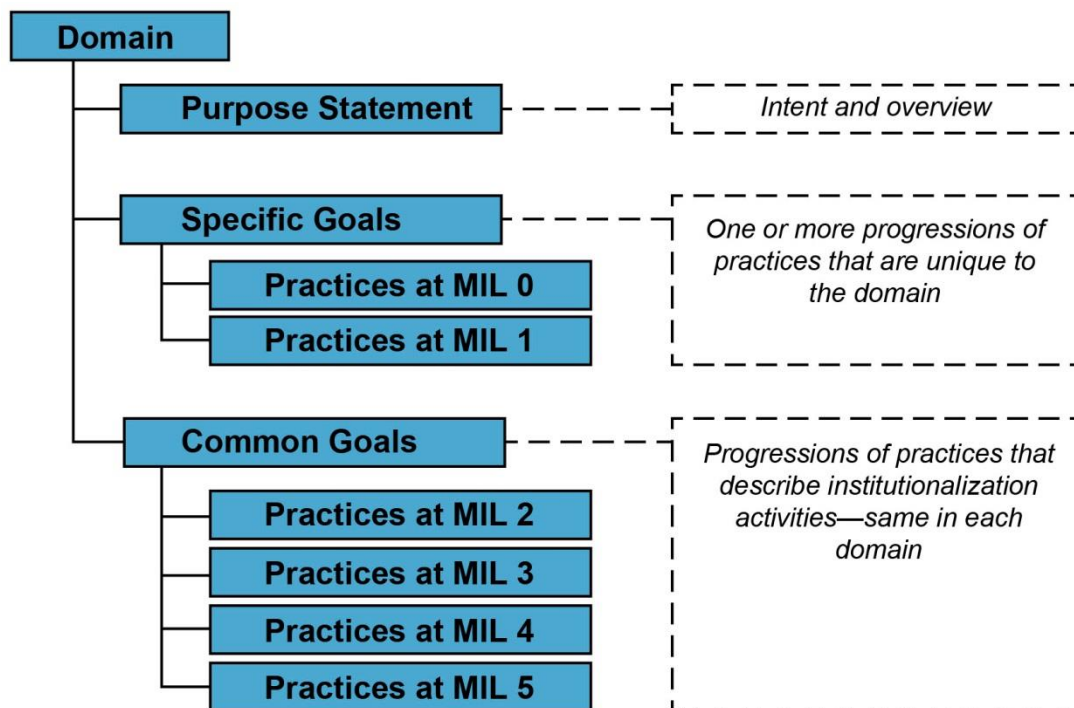 Domain
Purpose Statement
Intent and overview
Specific Goals
One or more progressions of
practices that are unique to
the domain
Practices at MIL 0
Practices at MIL 1
Common Goals
Progressions of practices that
describe institutionalization
activities—same in each
domain
Practices at MIL 2
Practices at MIL 3
Practices at MIL 4
Practices at MIL 5